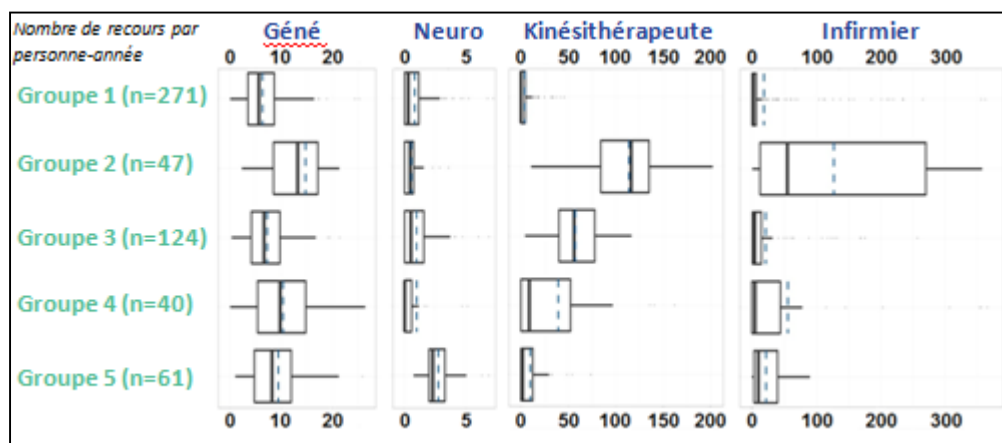 Nombre de recours par
personne-année
Géné Neuro Kinésithérapeute Infirmier
0 10 20 0 5 0 50 100 150 200 0 100 200 300
Groupe 1 (n=271)
Groupe 2 (n=47)
Groupe 3 (n=124)
Groupe 4 (n=40)
Groupe 5 (n=61)
0 10 20 0 5 0 50 100 150 200 0 100 200 300